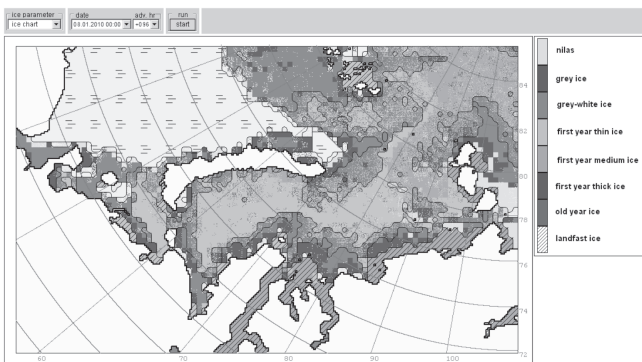 ice parameter date adv. hr run
ice chart 08.01.2010 00:00 +096 start
nilas
grey ice
grey-white ice
first year thin ice
first year medium ice
first year thick ice
old year ice
landfast ice
84
82
80
78
76
74
72
60 70 80 90 100